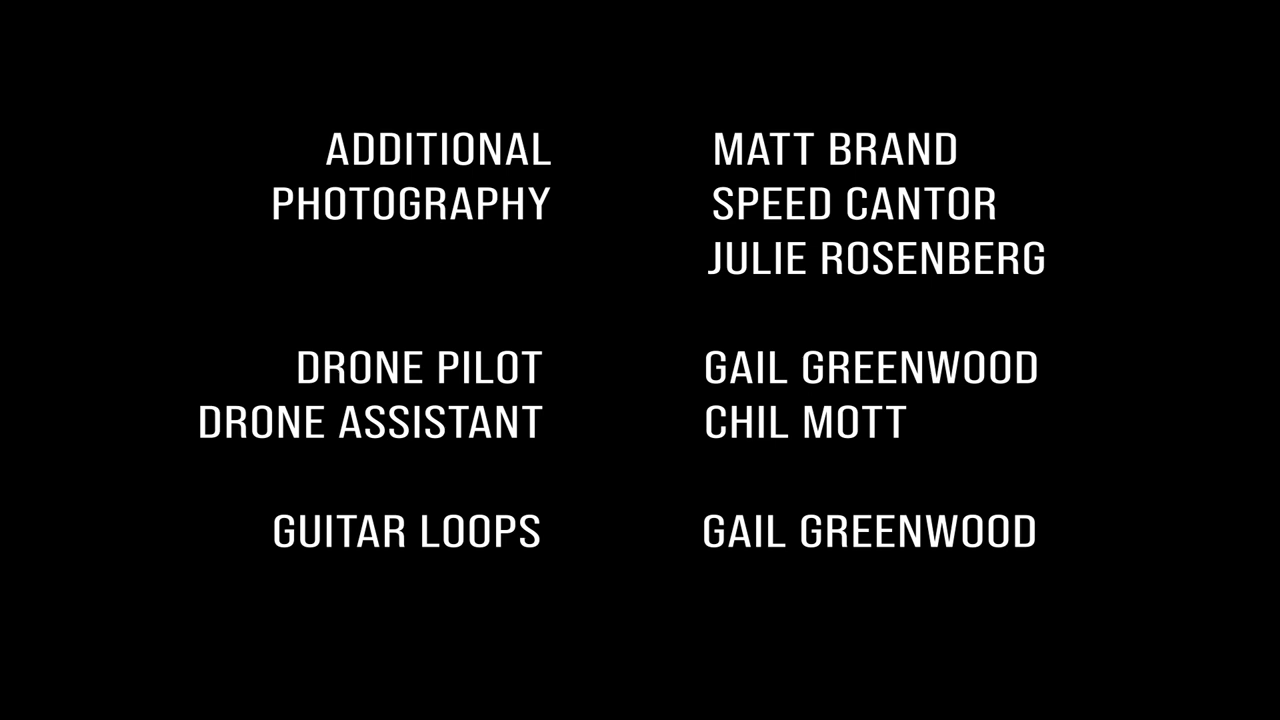 ADDITIONAL MATT BRAND
PHOTOGRAPHY SPEED CANTOR
JULIE ROSENBERG
DRONE PILOT GAIL GREENWOOD
DRONE ASSISTANT CHIL MOTT
GUITAR LOOPS GAIL GREENWOOD